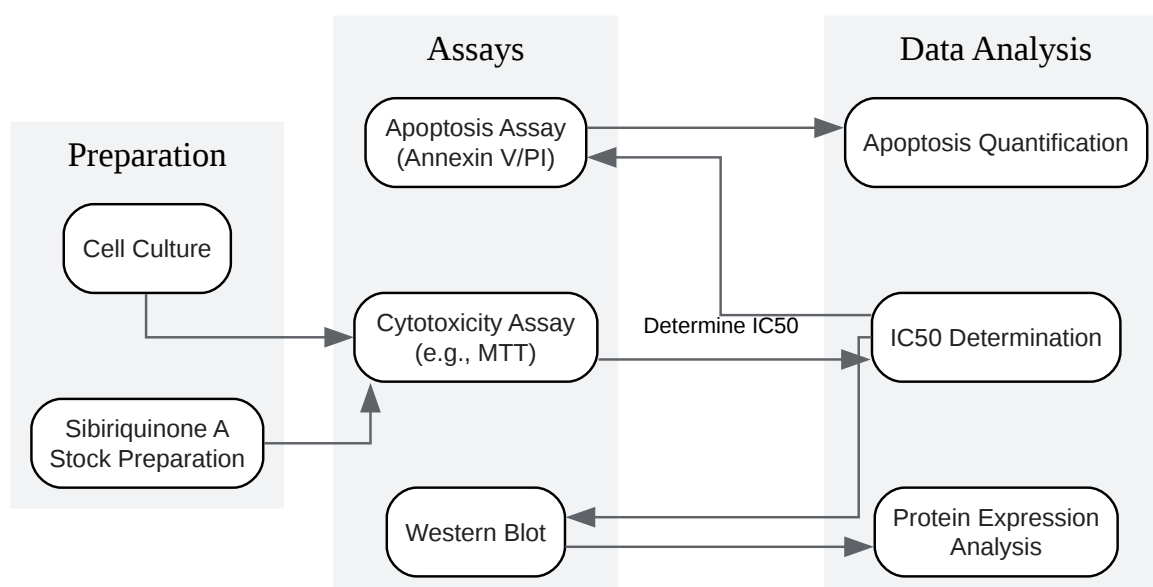 Preparation
Cell Culture
Sibiriquinone A
Stock Preparation
Assays
Apoptosis Assay
(Annexin V/PI)
Cytotoxicity Assay
(e.g., MTT)
Western Blot
Determine IC50
Data Analysis
Apoptosis Quantification
IC50 Determination
Protein Expression
Analysis